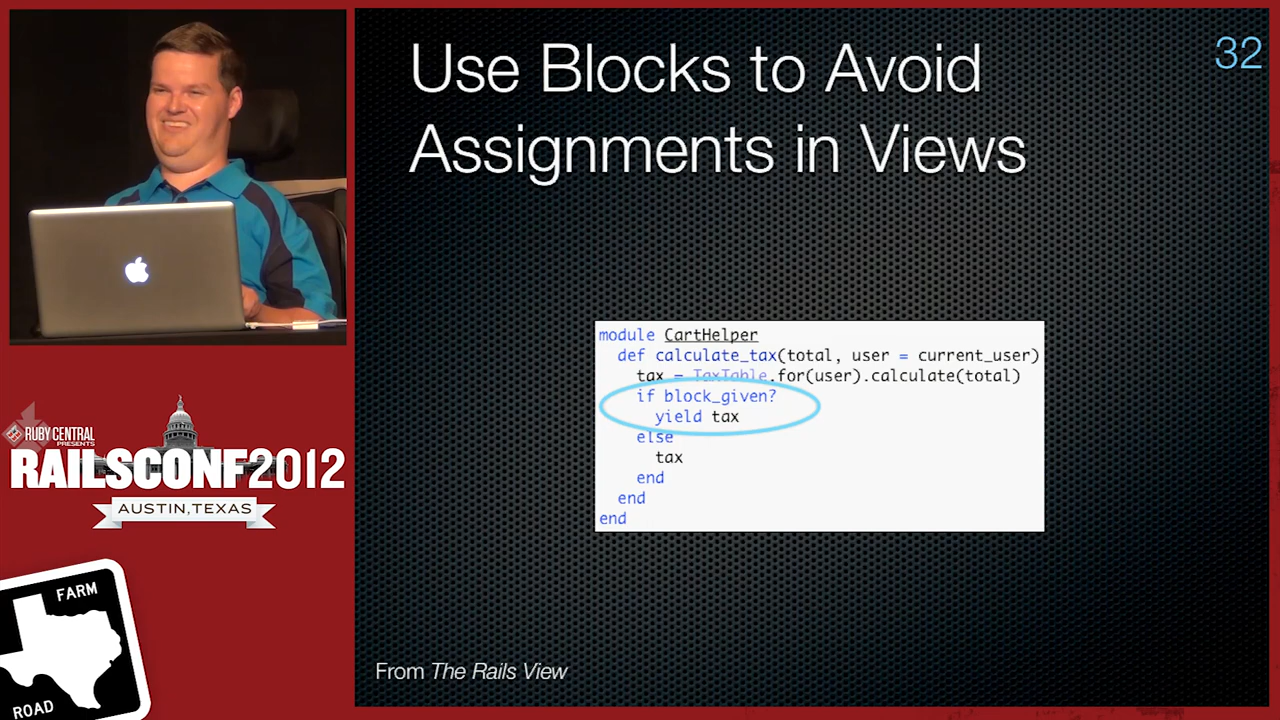 Use Blocks to Avoid
Assignments in Views
32
module CartHelper
  def calculate_tax(total, user = current_user)
    tax = TaxTable.for(user).calculate(total)
    if block_given?
      yield tax
    else
      tax
    end
  end
end
From The Rails View
RUBY CENTRAL
PRESENTS
RAILSCONF2012
AUSTIN, TEXAS
FARM
ROAD